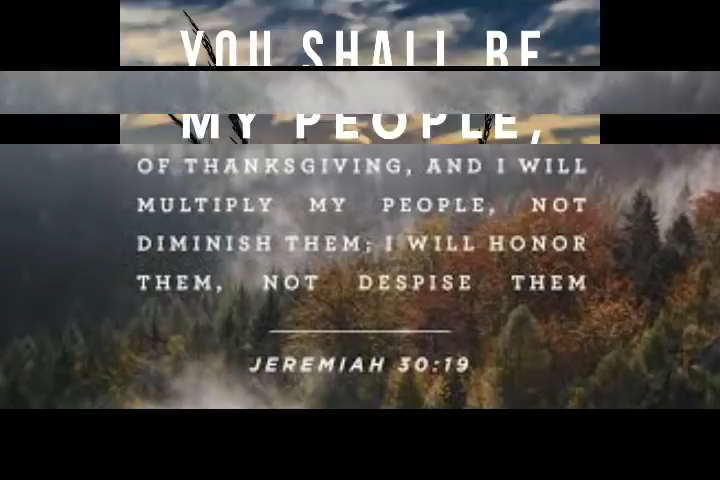 YOU SHALL BE
MY PEOPLE,
OF THANKSGIVING, AND I WILL
MULTIPLY MY PEOPLE, NOT
DIMINISH THEM; I WILL HONOR
THEM, NOT DESPISE THEM
JEREMIAH 30:19